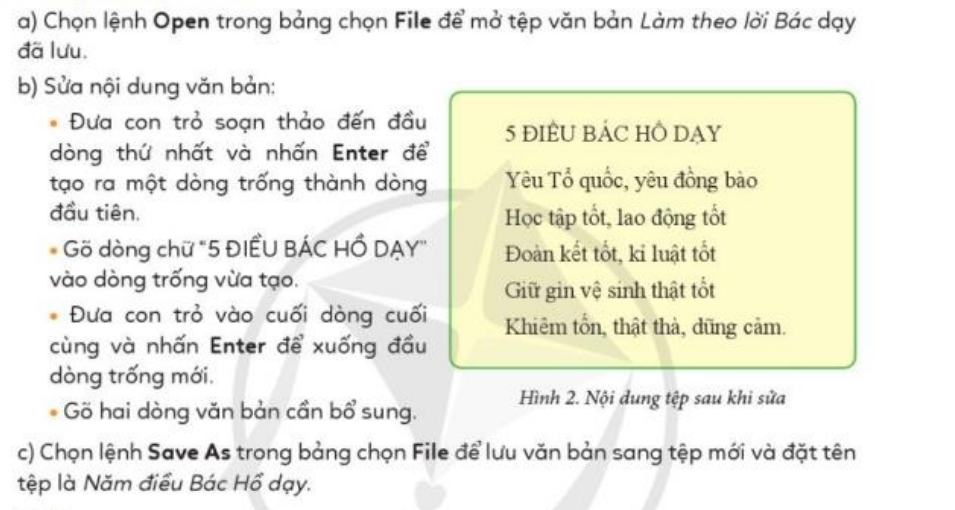 a) Chọn lệnh Open trong bảng chọn File để mở tệp văn bản Làm theo lời Bác dạy
đã lưu.
b) Sửa nội dung văn bản:
• Đưa con trỏ soạn thảo đến đầu
dòng thứ nhất và nhấn Enter để
tạo ra một dòng trống thành dòng
đầu tiên.
• Gõ dòng chữ "5 ĐIỀU BÁC HỒ DẠY"
vào dòng trống vừa tạo.
• Đưa con trỏ vào cuối dòng cuối
cùng và nhấn Enter để xuống đầu
dòng trống mới.
• Gõ hai dòng văn bản cần bổ sung.
5 ĐIỀU BÁC HỒ DẠY
Yêu Tổ quốc, yêu đồng bào
Học tập tốt, lao động tốt
Đoàn kết tốt, kỉ luật tốt
Giữ gìn vệ sinh thật tốt
Khiêm tốn, thật thà, dũng cảm.
Hình 2. Nội dung tệp sau khi sửa
c) Chọn lệnh Save As trong bảng chọn File để lưu văn bản sang tệp mới và đặt tên
tệp là Năm điều Bác Hồ dạy.